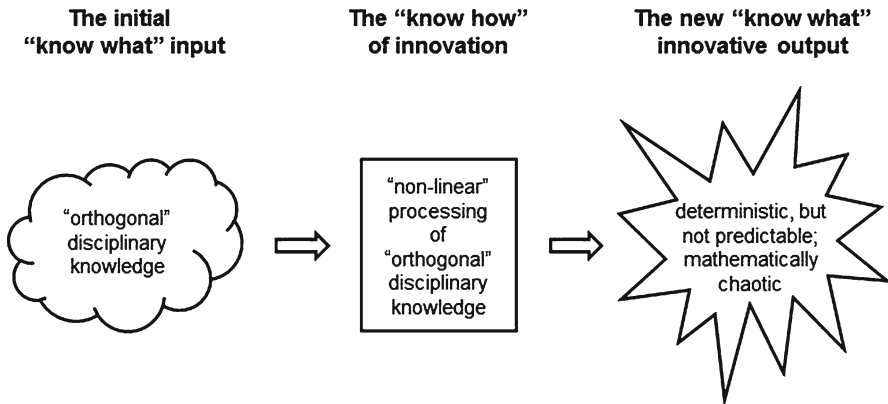 The initial
“know what” input
The “know how”
of innovation
The new “know what”
innovative output
“orthogonal”
disciplinary
knowledge
“non-linear”
processing
of
“orthogonal”
disciplinary
knowledge
deterministic, but
not predictable;
mathematically
chaotic